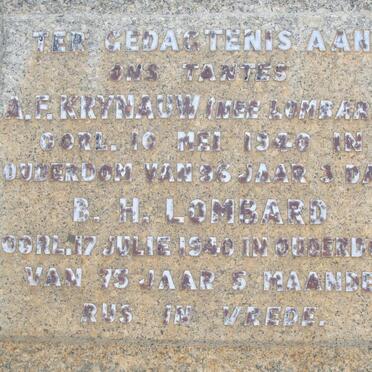 TER GEDAGTENIS AAN
ONS TANTES
A.F. KRYNAUW (NEE LOMBAR
OORL. 10 MEI 1940 IN
OUDERDOM VAN 86 JAAR 3 DA
B. H. LOMBARD
OORL. 17 JULIE 1940 IN OUDERDO
VAN 75 JAAR 5 MAANDE
RUS IN VREDE.